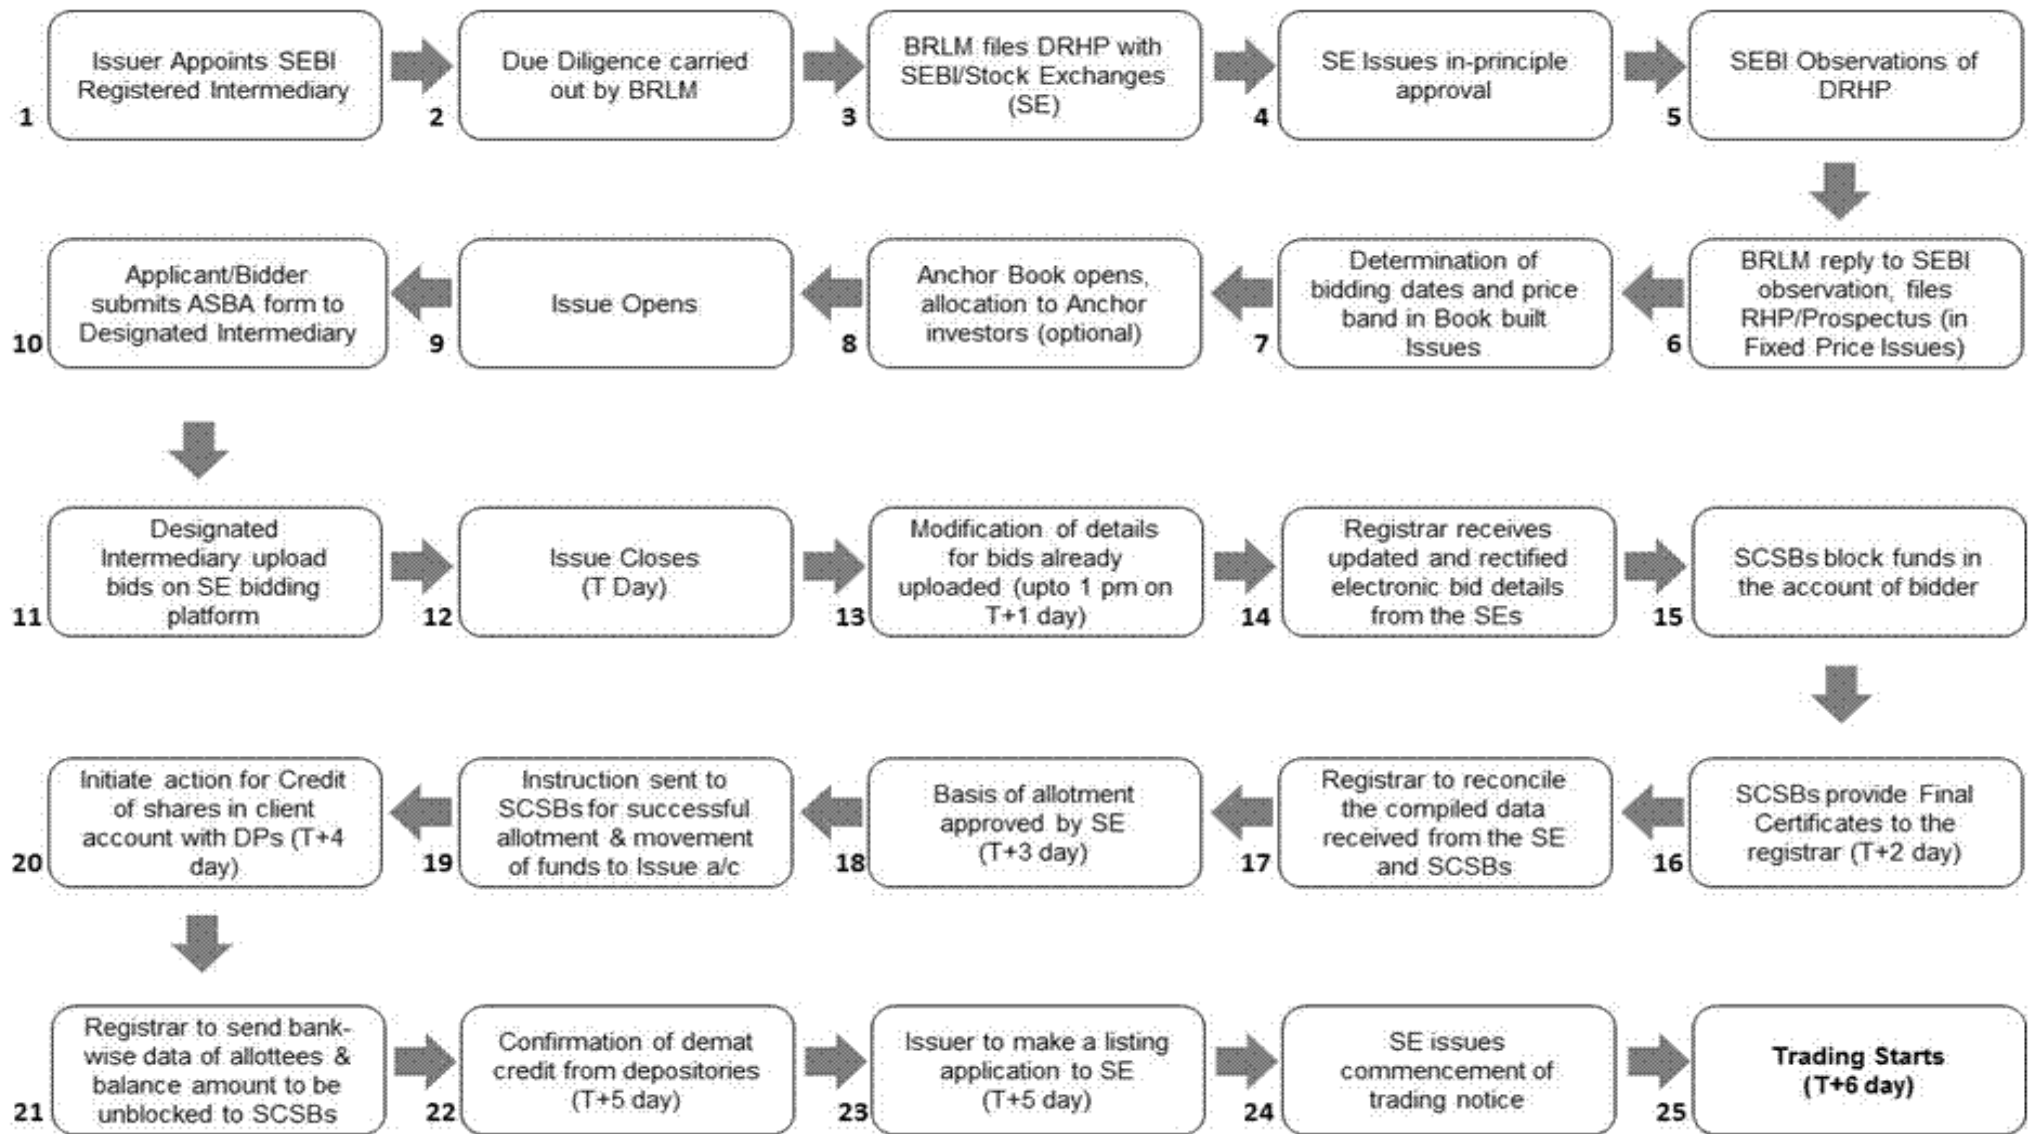 Issuer Appoints SEBI
Registered Intermediary
1
Due Diligence carried
out by BRLM
2
BRLM files DRHP with
SEBI/Stock Exchanges
(SE)
3
SE Issues in-principle
approval
4
SEBI Observations of
DRHP
5
BRLM reply to SEBI
observation, files
RHP/Prospectus (in
Fixed Price Issues)
6
Determination of
bidding dates and price
band in Book built
Issues
7
Anchor Book opens,
allocation to Anchor
investors (optional)
8
Issue Opens
9
Applicant/Bidder
submits ASBA form to
Designated Intermediary
10
Designated
Intermediary upload
bids on SE bidding
platform
11
Issue Closes
(T Day)
12
Modification of details
for bids already
uploaded (upto 1 pm on
T+1 day)
13
Registrar receives
updated and rectified
electronic bid details
from the SEs
14
SCSBs block funds in
the account of bidder
15
SCSBs provide Final
Certificates to the
registrar (T+2 day)
16
Registrar to reconcile
the compiled data
received from the SE
and SCSBs
17
Basis of allotment
approved by SE
(T+3 day)
18
Instruction sent to
SCSBs for successful
allotment & movement
of funds to Issue a/c
19
Initiate action for Credit
of shares in client
account with DPs (T+4
day)
20
Registrar to send bank-
wise data of allottees &
balance amount to be
unblocked to SCSBs
21
Confirmation of demat
credit from depositories
(T+5 day)
22
Issuer to make a listing
application to SE
(T+5 day)
23
SE issues
commencement of
trading notice
24
Trading Starts
(T+6 day)
25